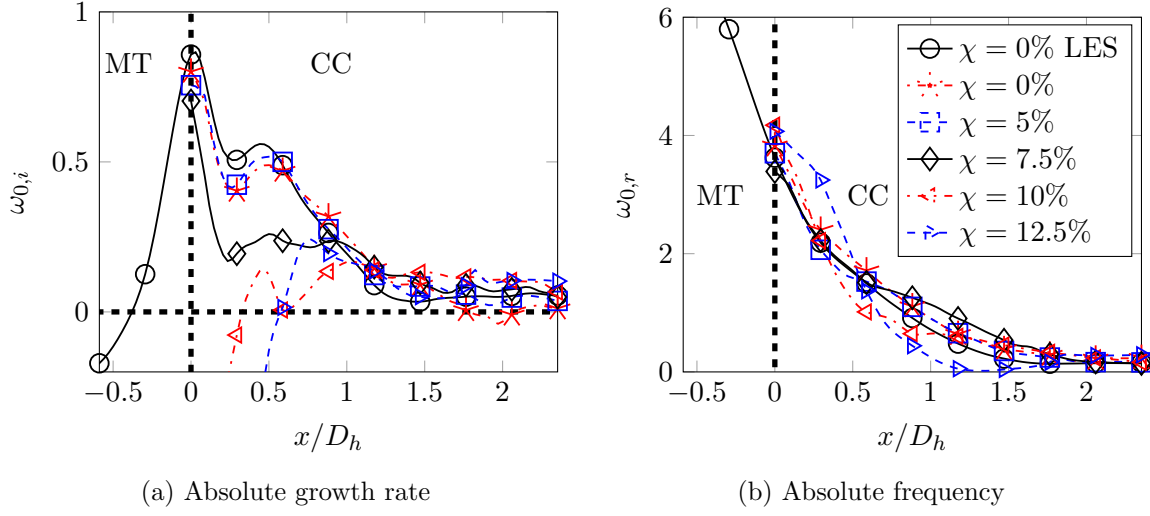 1
0.5
0
−0.5
0
0.5
1
1.5
2
MT
CC
ω₀,ᵢ
x/Dₕ
(a) Absolute growth rate
6
4
2
0
−0.5
0
0.5
1
1.5
2
MT
CC
ω₀,ᵣ
x/Dₕ
χ = 0% LES
χ = 0%
χ = 5%
χ = 7.5%
χ = 10%
χ = 12.5%
(b) Absolute frequency